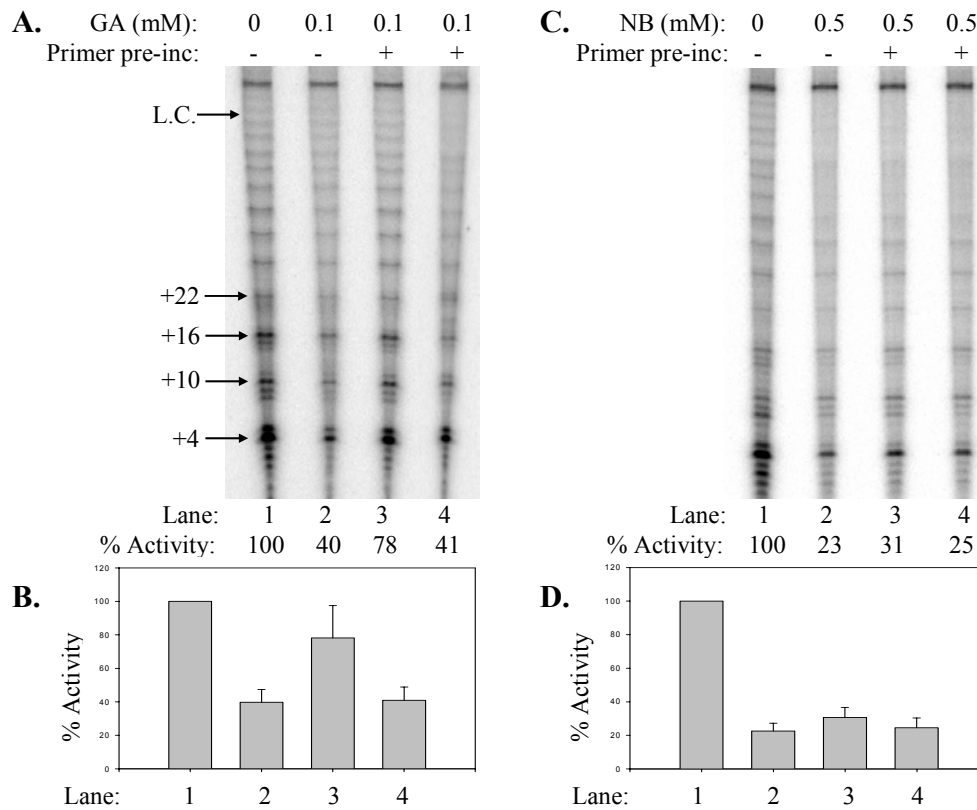 A.
GA (mM): 0 0.1 0.1 0.1
Primer pre-inc: - - + +
L.C.
+22
+16
+10
+4
Lane: 1 2 3 4
% Activity: 100 40 78 41
B.
% Activity
120
100
80
60
40
20
0
Lane: 1 2 3 4
C.
NB (mM): 0 0.5 0.5 0.5
Primer pre-inc: - - + +
Lane: 1 2 3 4
% Activity: 100 23 31 25
D.
% Activity
120
100
80
60
40
20
0
Lane: 1 2 3 4